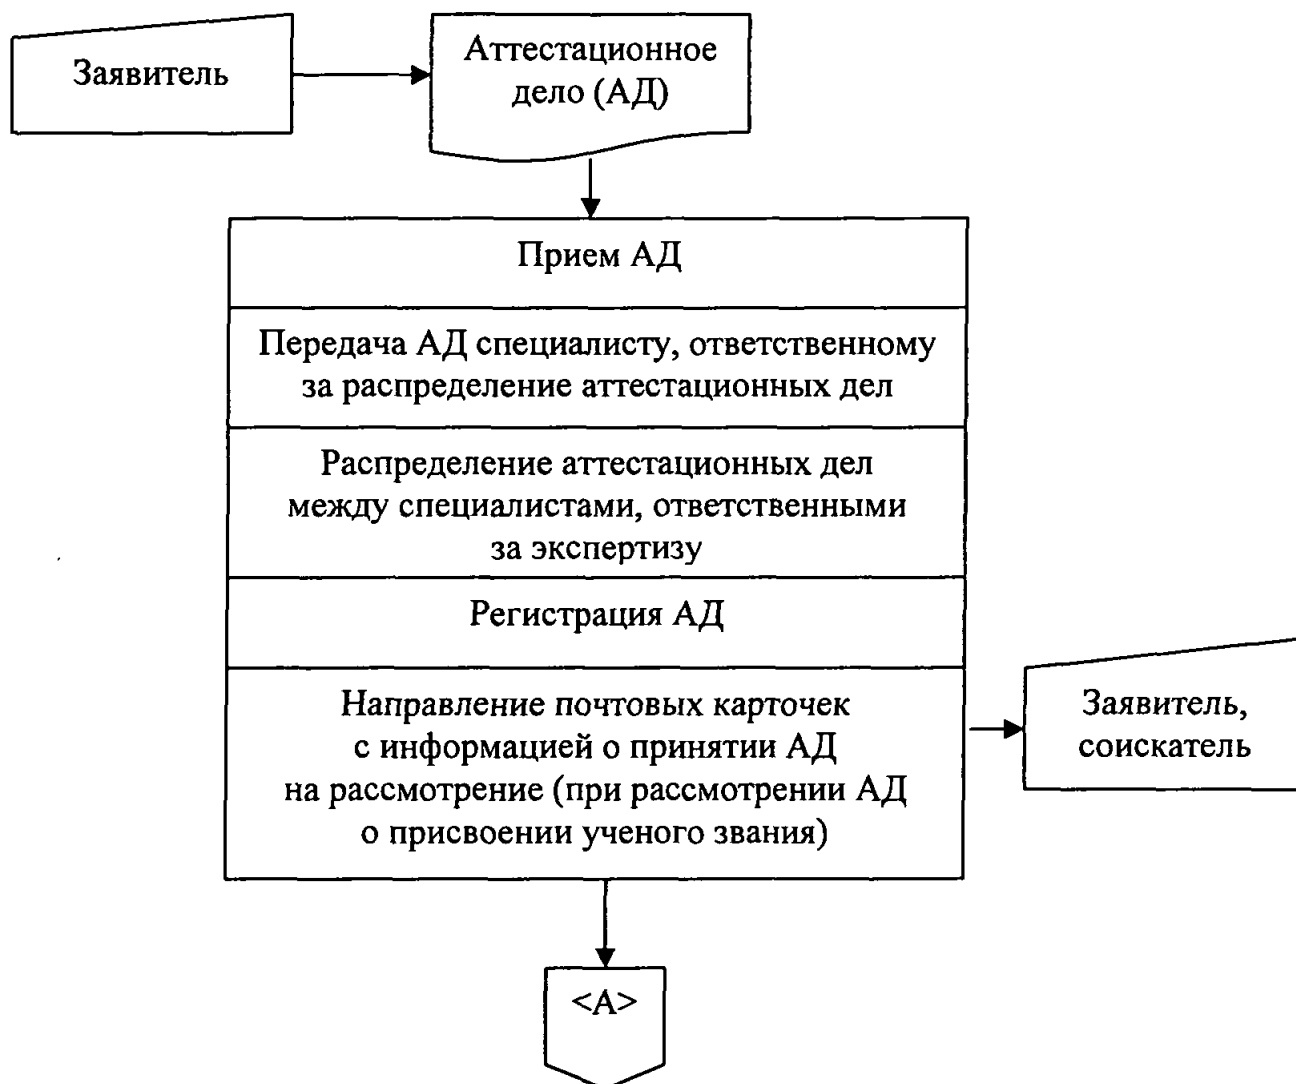 Заявитель
Аттестационное
дело (АД)
Прием АД
Передача АД специалисту, ответственному
за распределение аттестационных дел
Распределение аттестационных дел
между специалистами, ответственными
за экспертизу
Регистрация АД
Направление почтовых карточек
с информацией о принятии АД
на рассмотрение (при рассмотрении АД
о присвоении ученого звания)
Заявитель,
соискатель
<А>